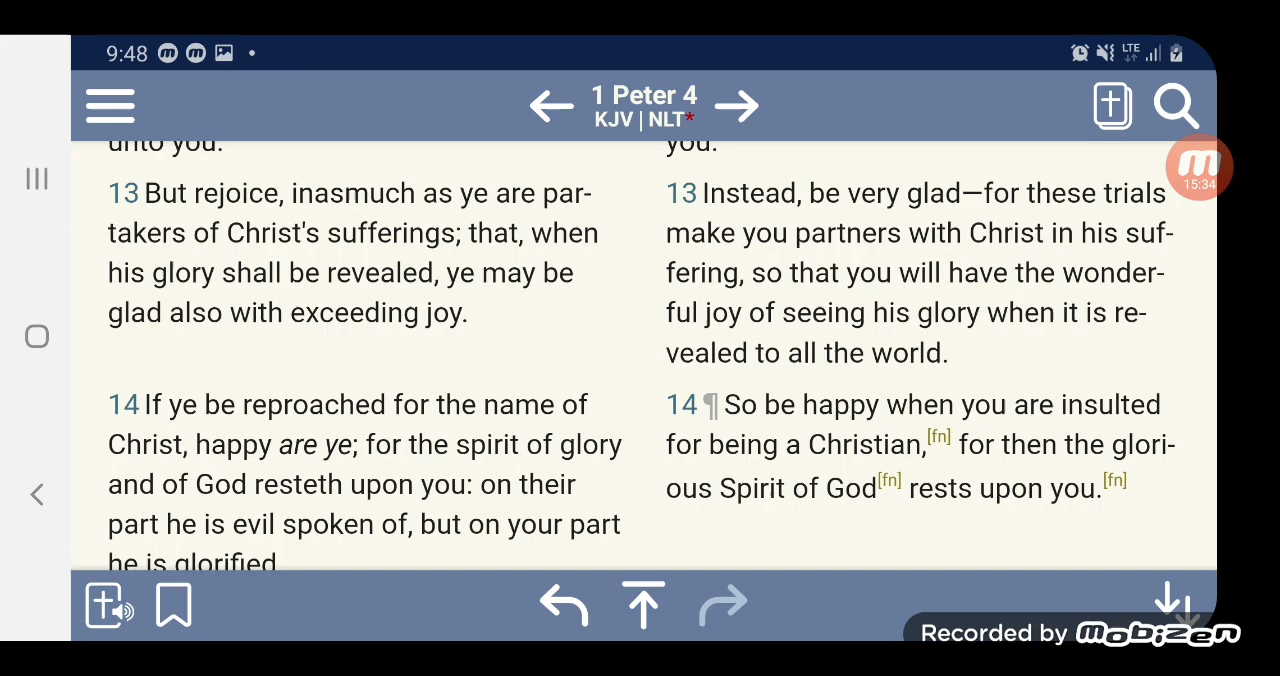 9:48
LTE
1 Peter 4
KJV | NLT*
15:34
unto you.
13 But rejoice, inasmuch as ye are par-
takers of Christ's sufferings; that, when
his glory shall be revealed, ye may be
glad also with exceeding joy.
14 If ye be reproached for the name of
Christ, happy are ye; for the spirit of glory
and of God resteth upon you: on their
part he is evil spoken of, but on your part
he is glorified
you.
13 Instead, be very glad—for these trials
make you partners with Christ in his suf-
fering, so that you will have the wonder-
ful joy of seeing his glory when it is re-
vealed to all the world.
14 ¶ So be happy when you are insulted
for being a Christian,[fn] for then the glori-
ous Spirit of God[fn] rests upon you.[fn]
Recorded by mobizen